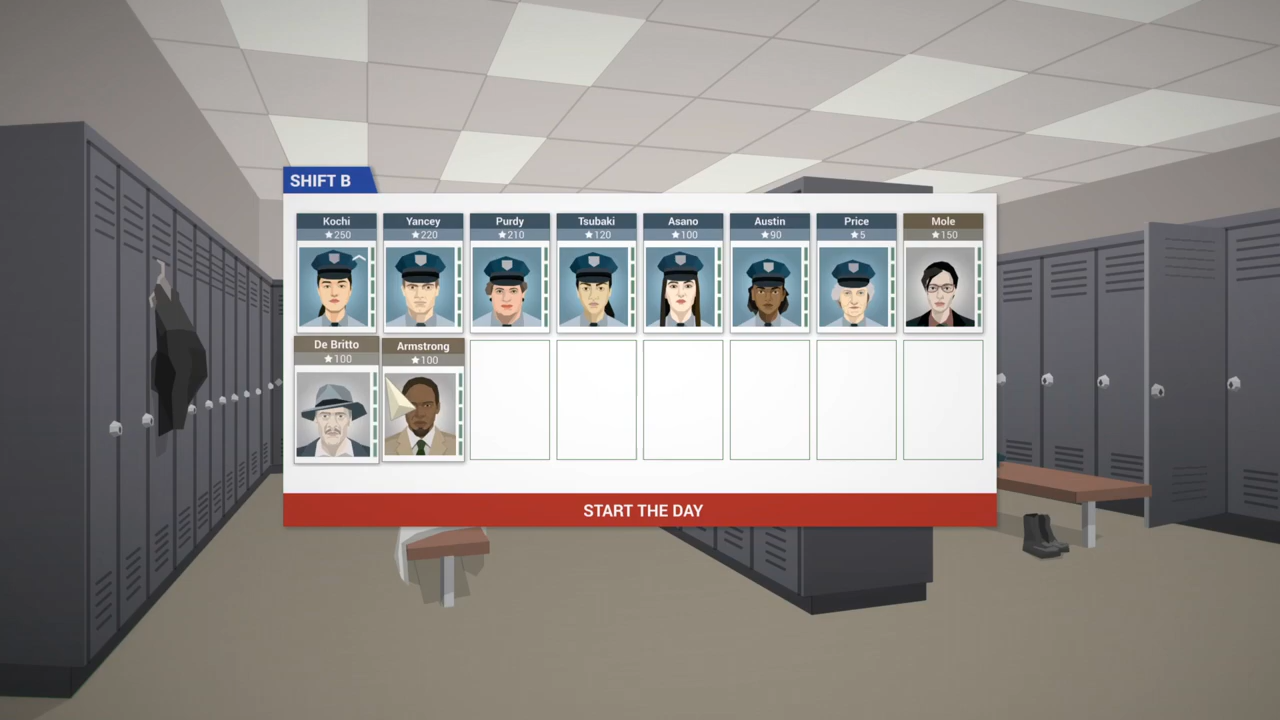 SHIFT B
Kochi Yancey Purdy Tsubaki Asano Austin Price Mole
★250 ★220 ★210 ★120 ★100 ★90 ★5 ★150
De Britto Armstrong
★100 ★100
START THE DAY